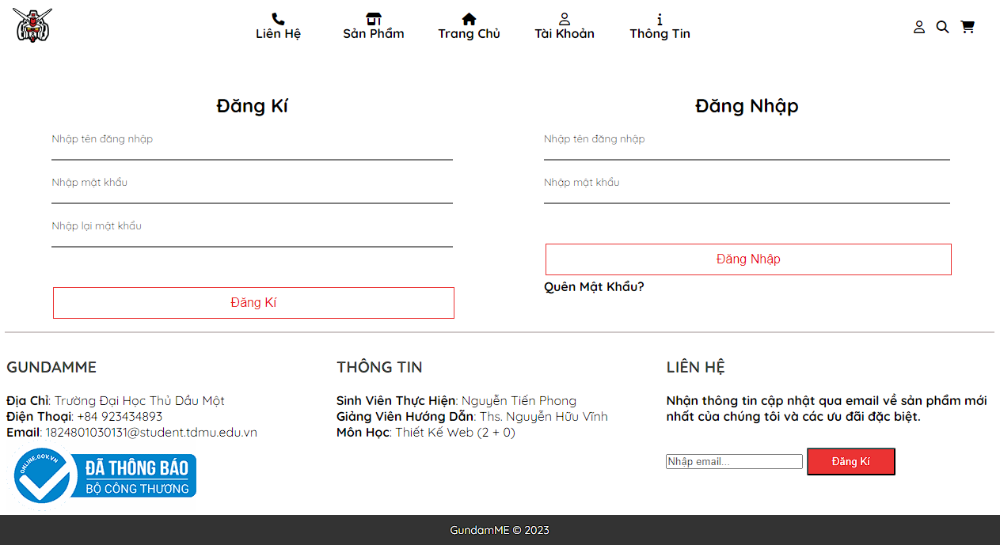 Liên Hệ
Sản Phẩm
Trang Chủ
Tài Khoản
Thông Tin
Đăng Kí
Nhập tên đăng nhập
Nhập mật khẩu
Nhập lại mật khẩu
Đăng Kí
Đăng Nhập
Nhập tên đăng nhập
Nhập mật khẩu
Đăng Nhập
Quên Mật Khẩu?
GUNDAMME
Địa Chỉ: Trường Đại Học Thủ Dầu Một
Điện Thoại: +84 923434893
Email: 1824801030131@student.tdmu.edu.vn
ONLINE.GOV.VN
ĐÃ THÔNG BÁO
BỘ CÔNG THƯƠNG
THÔNG TIN
Sinh Viên Thực Hiện: Nguyễn Tiến Phong
Giảng Viên Hướng Dẫn: Ths. Nguyễn Hữu Vĩnh
Môn Học: Thiết Kế Web (2 + 0)
LIÊN HỆ
Nhận thông tin cập nhật qua email về sản phẩm mới
nhất của chúng tôi và các ưu đãi đặc biệt.
Nhập email...
Đăng Kí
GundamME © 2023